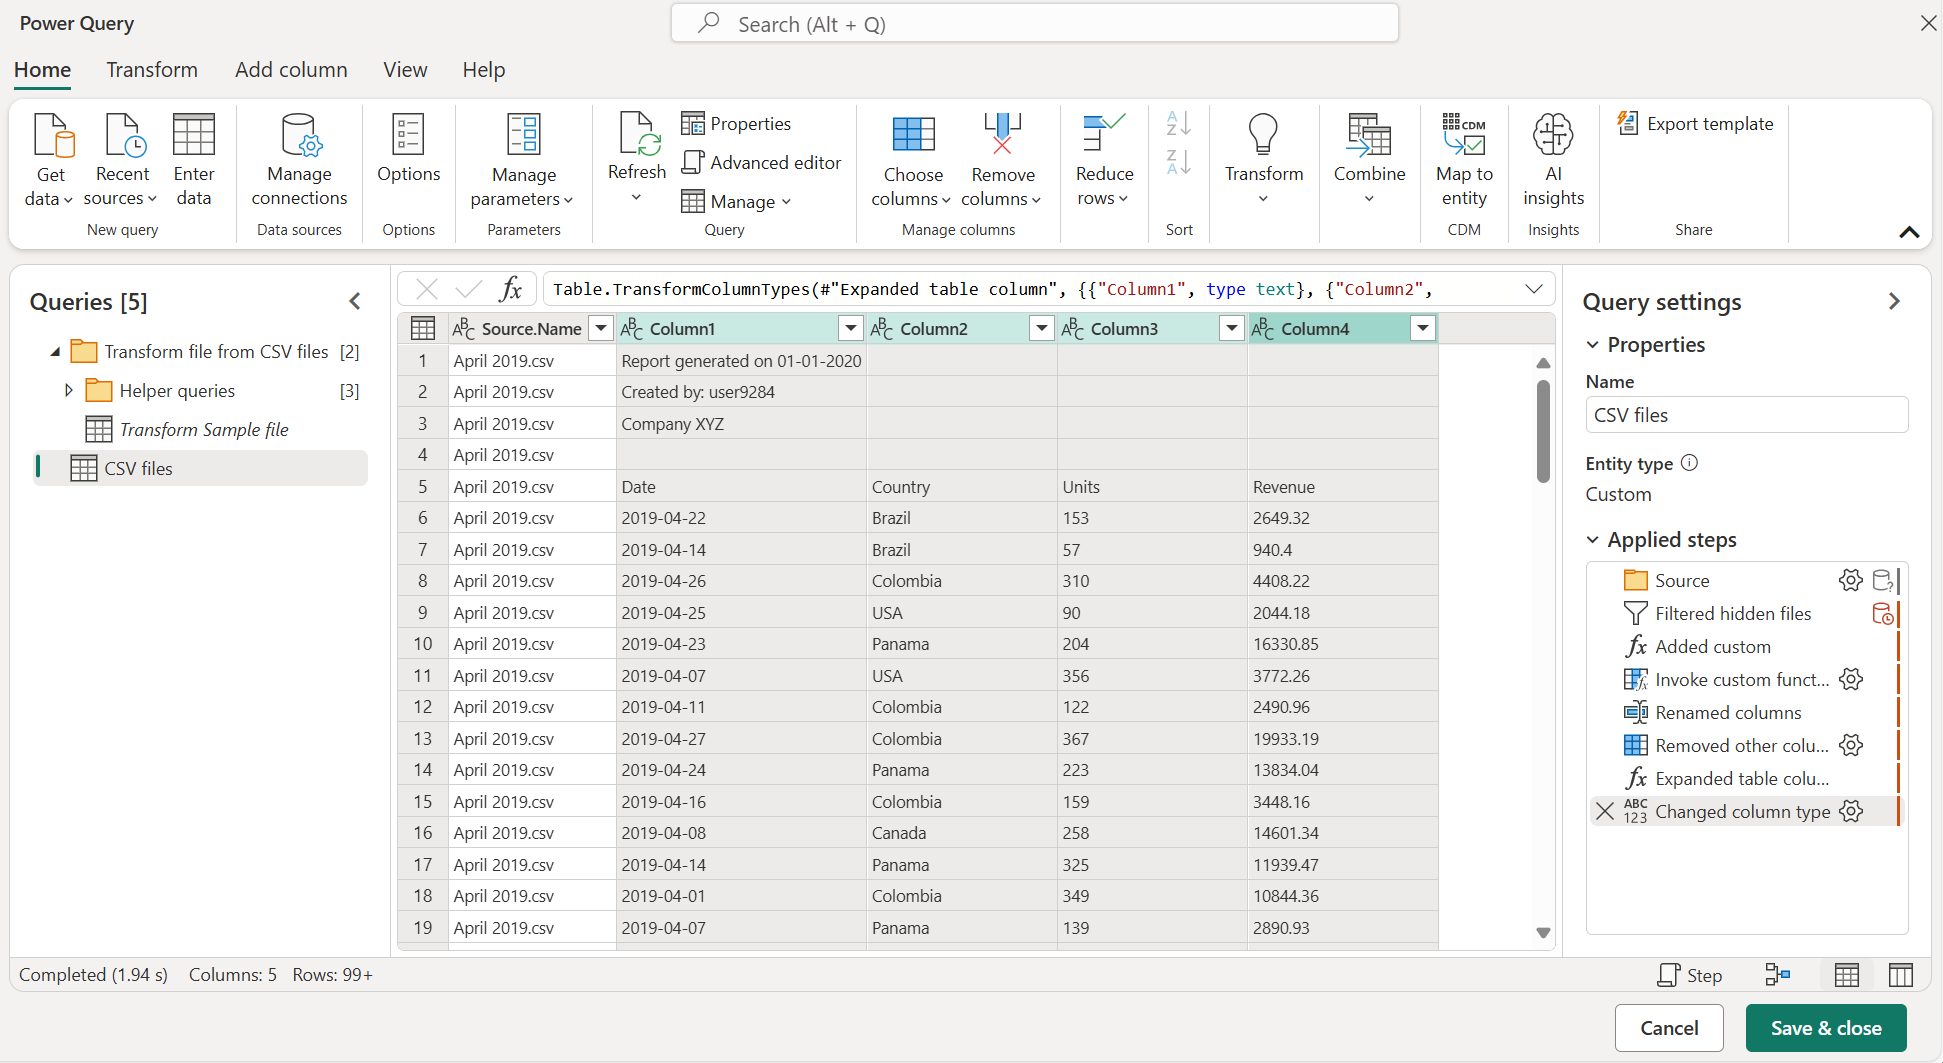 Power Query
Search (Alt + Q)
Home Transform Add column View Help
Get data
Recent sources
Enter data
New query
Manage connections
Data sources
Options
Options
Manage parameters
Parameters
Refresh
Properties
Advanced editor
Manage
Query
Choose columns
Remove columns
Manage columns
Reduce rows
A
Z
Z
A
Sort
Transform
Combine
CDM
Map to entity
CDM
AI insights
Insights
Export template
Share
Queries [5]
Transform file from CSV files [2]
Helper queries [3]
Transform Sample file
CSV files
fx Table.TransformColumnTypes(#"Expanded table column", {{"Column1", type text}, {"Column2",
ABC Source.Name ABC Column1 ABC Column2 ABC Column3 ABC Column4
1 April 2019.csv Report generated on 01-01-2020
2 April 2019.csv Created by: user9284
3 April 2019.csv Company XYZ
4 April 2019.csv
5 April 2019.csv Date Country Units Revenue
6 April 2019.csv 2019-04-22 Brazil 153 2649.32
7 April 2019.csv 2019-04-14 Brazil 57 940.4
8 April 2019.csv 2019-04-26 Colombia 310 4408.22
9 April 2019.csv 2019-04-25 USA 90 2044.18
10 April 2019.csv 2019-04-23 Panama 204 16330.85
11 April 2019.csv 2019-04-07 USA 356 3772.26
12 April 2019.csv 2019-04-11 Colombia 122 2490.96
13 April 2019.csv 2019-04-27 Colombia 367 19933.19
14 April 2019.csv 2019-04-24 Panama 223 13834.04
15 April 2019.csv 2019-04-16 Colombia 159 3448.16
16 April 2019.csv 2019-04-08 Canada 258 14601.34
17 April 2019.csv 2019-04-14 Panama 325 11939.47
18 April 2019.csv 2019-04-01 Colombia 349 10844.36
19 April 2019.csv 2019-04-07 Panama 139 2890.93
Query settings
Properties
Name
CSV files
Entity type
Custom
Applied steps
Source
Filtered hidden files
fx Added custom
Invoke custom funct...
Renamed columns
Removed other colu...
fx Expanded table colu...
ABC 123 Changed column type
Completed (1.94 s) Columns: 5 Rows: 99+
Step
Cancel
Save & close